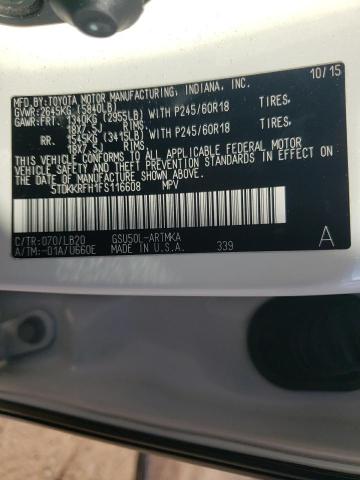 MFD BY: TOYOTA MOTOR MANUFACTURING, INDIANA, INC. 10/15
GVWR: 2645KG (5840LB)
GAWR: FRT. 1340KG (2955LB) WITH P245/60R18 TIRES,
18X7.5J RIMS,
RR. 1545KG (3415LB) WITH P245/60R18 TIRES,
18X7.5J RIMS,
THIS VEHICLE CONFORMS TO ALL APPLICABLE FEDERAL MOTOR
VEHICLE SAFETY, AND THEFT PREVENTION STANDARDS IN
EFFECT ON THE DATE OF MANUFACTURE SHOWN ABOVE.
5TDKKRFH1FS116608 MPV
C/TR: 070/LB20 GSU50L-ARTMKA
A/TM: -01A/U660E MADE IN U.S.A. 339 A